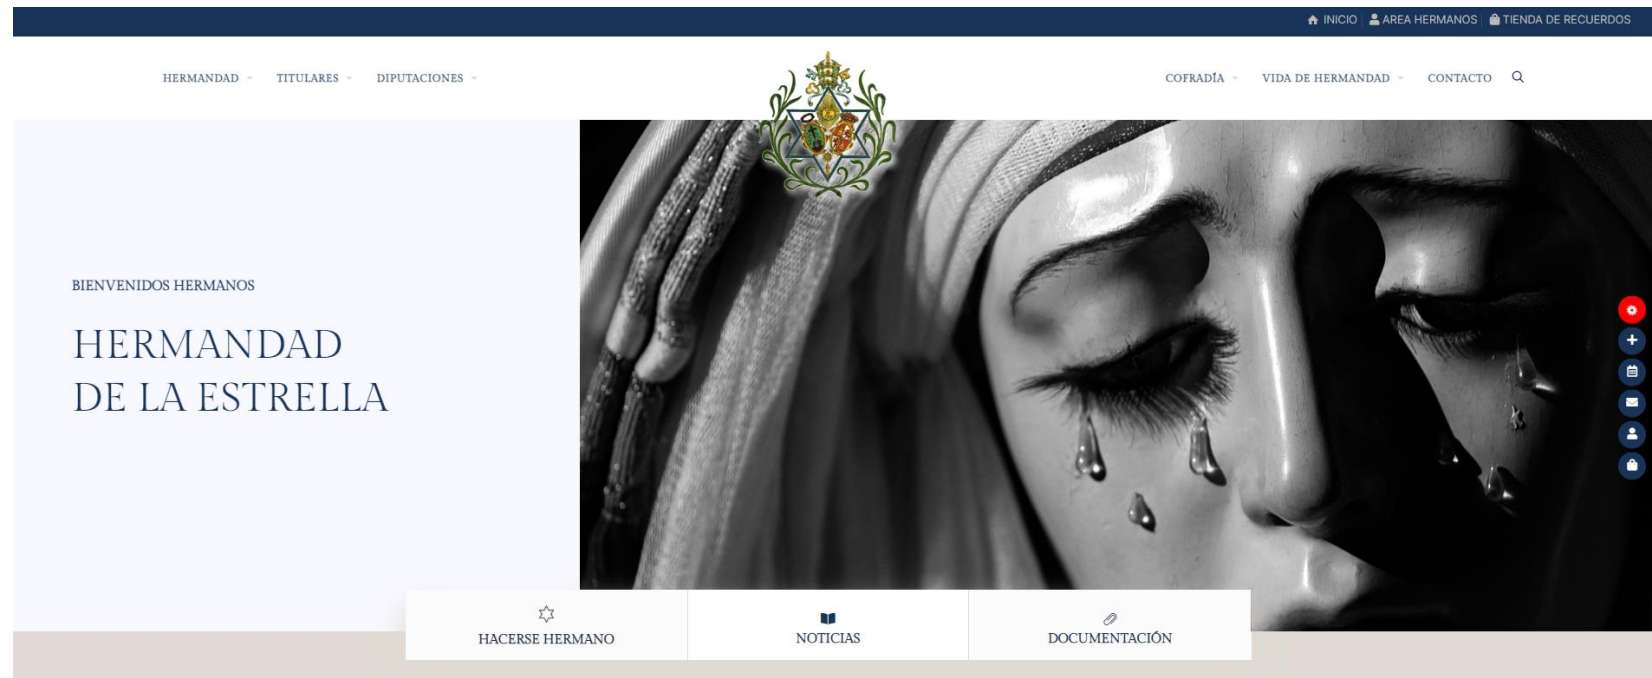 INICIO
AREA HERMANOS
TIENDA DE RECUERDOS
HERMANDAD
TITULARES
DIPUTACIONES
COFRADÍA
VIDA DE HERMANDAD
CONTACTO
BIENVENIDOS HERMANOS
HERMANDAD
DE LA ESTRELLA
HACERSE HERMANO
NOTICIAS
DOCUMENTACIÓN